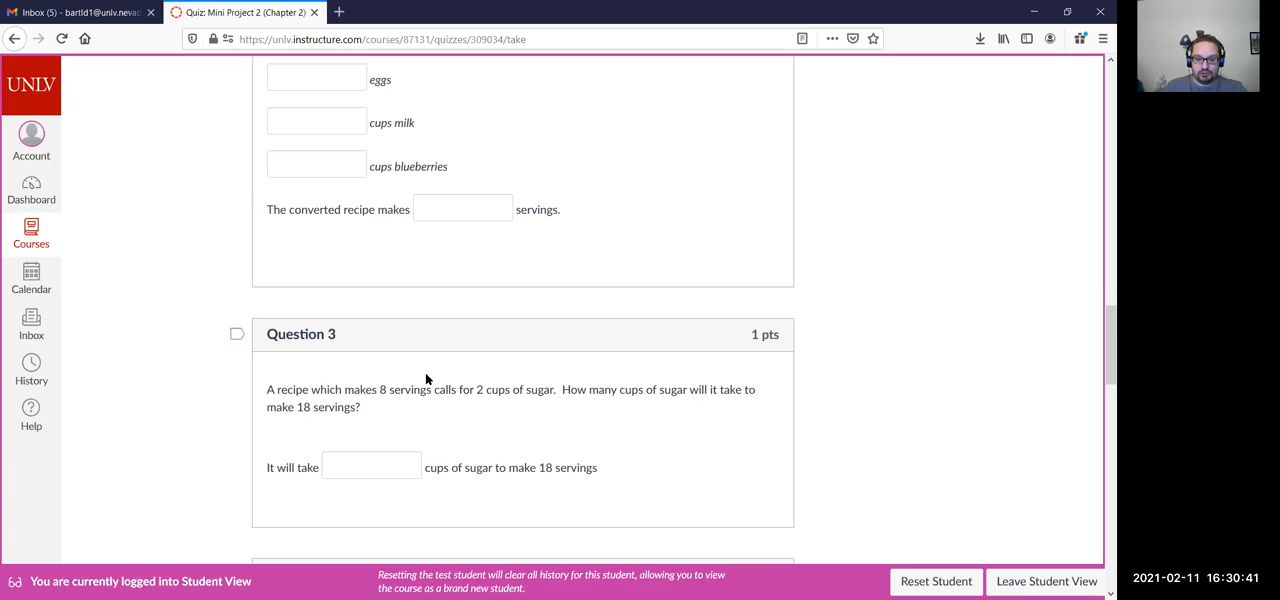 Inbox (5) - bartld1@unlv.nevad
Quiz: Mini Project 2 (Chapter 2)
https://unlv.instructure.com/courses/87131/quizzes/309034/take
UNLV
Account
Dashboard
Courses
Calendar
Inbox
History
Help
eggs
cups milk
cups blueberries
The converted recipe makes servings.
Question 3 1 pts
A recipe which makes 8 servings calls for 2 cups of sugar. How many cups of sugar will it take to
make 18 servings?
It will take cups of sugar to make 18 servings
You are currently logged into Student View
Resetting the test student will clear all history for this student, allowing you to view
the course as a brand new student.
Reset Student
Leave Student View
2021-02-11 16:30:41